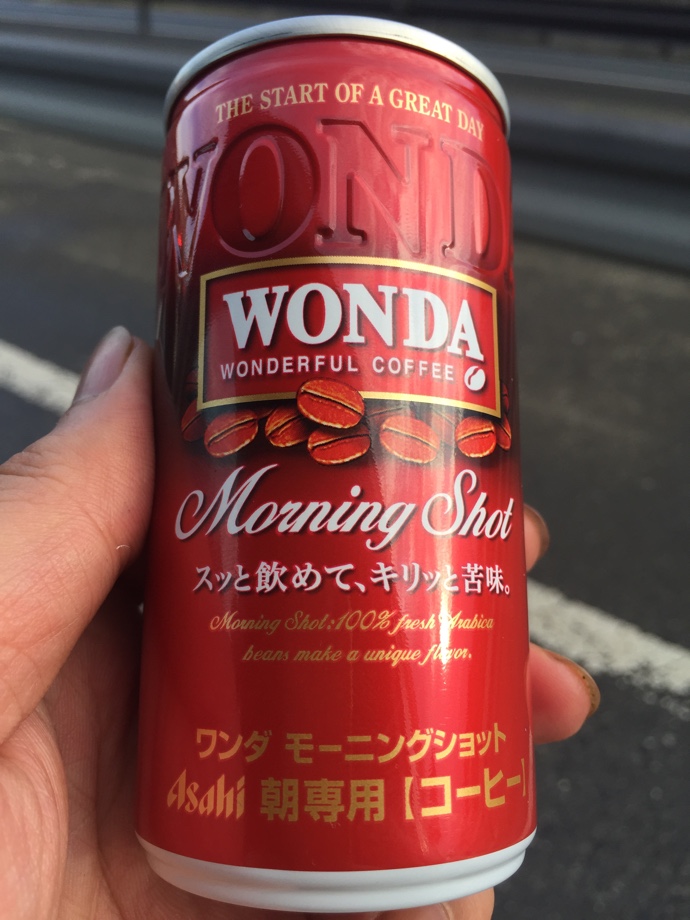 THE START OF A GREAT DAY
WOND
WONDA
WONDERFUL COFFEE
Morning Shot
スッと飲めて、キリッと苦味。
Morning Shot:100% fresh Arabica
beans make a unique flavor.
ワンダ モーニングショット
Asahi 朝専用【コーヒー】